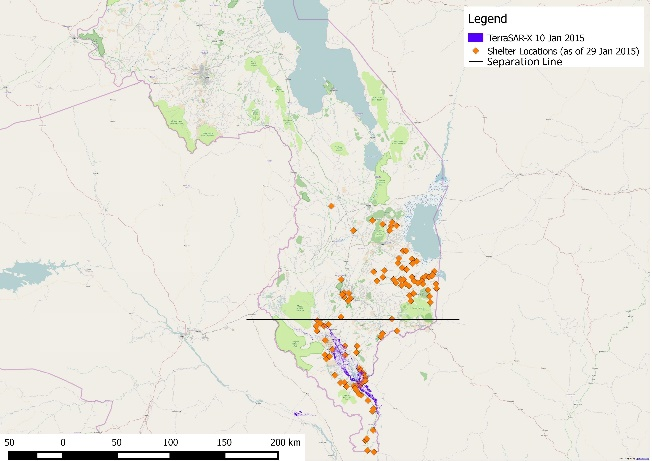 Legend
TerraSAR-X 10 Jan 2015
Shelter Locations (as of 29 Jan 2015)
Separation Line
50 0 50 100 150 200 km